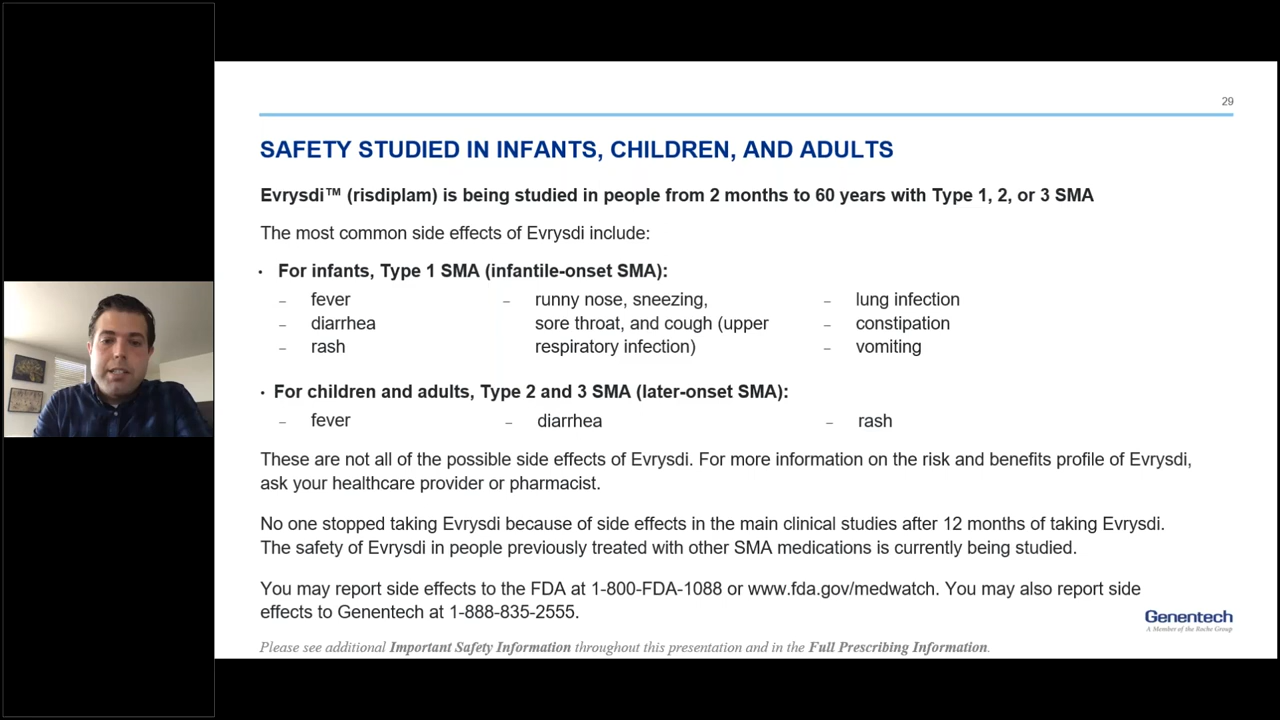 29
SAFETY STUDIED IN INFANTS, CHILDREN, AND ADULTS
Evrysdi™ (risdiplam) is being studied in people from 2 months to 60 years with Type 1, 2, or 3 SMA
The most common side effects of Evrysdi include:
• For infants, Type 1 SMA (infantile-onset SMA):
– fever
– diarrhea
– rash
– runny nose, sneezing,
sore throat, and cough (upper
respiratory infection)
– lung infection
– constipation
– vomiting
• For children and adults, Type 2 and 3 SMA (later-onset SMA):
– fever – diarrhea – rash
These are not all of the possible side effects of Evrysdi. For more information on the risk and benefits profile of Evrysdi,
ask your healthcare provider or pharmacist.
No one stopped taking Evrysdi because of side effects in the main clinical studies after 12 months of taking Evrysdi.
The safety of Evrysdi in people previously treated with other SMA medications is currently being studied.
You may report side effects to the FDA at 1-800-FDA-1088 or www.fda.gov/medwatch. You may also report side
effects to Genentech at 1-888-835-2555.
Genentech
A Member of the Roche Group
Please see additional Important Safety Information throughout this presentation and in the Full Prescribing Information.